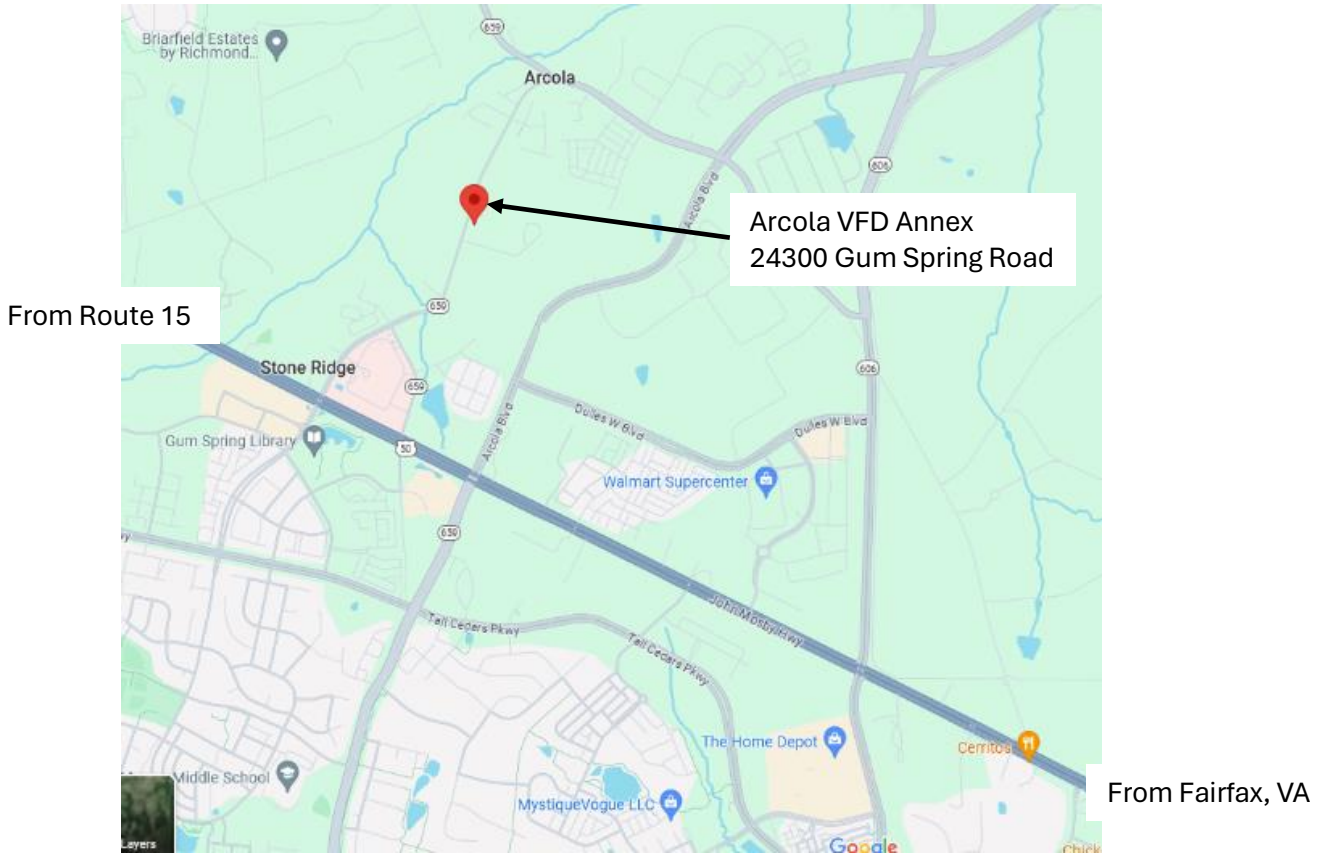 659
Briarfield Estates
by Richmond...
Arcola
606
Arcola Blvd
Arcola VFD Annex
24300 Gum Spring Road
From Route 15
659
Stone Ridge
606
659
Dulles W Blvd
Dulles W Blvd
Arcola Blvd
Gum Spring Library
50
Walmart Supercenter
659
John Mosby Hwy
Tall Cedars Pkwy
Tall Cedars Pkwy
The Home Depot
Cerritos
Middle School
MystiqueVogue LLC
From Fairfax, VA
Layers
Google
Chick